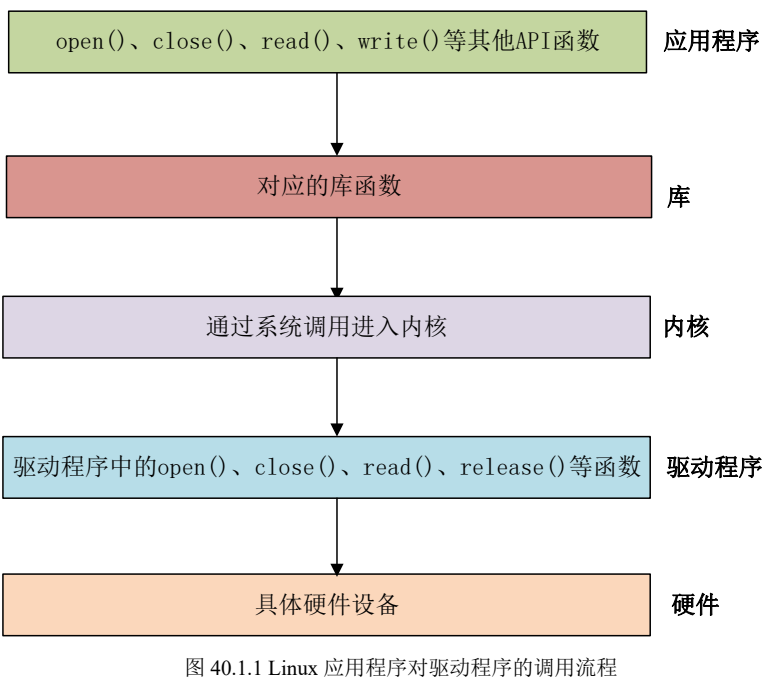 open()、close()、read()、write()等其他API函数 应用程序
对应的库函数 库
通过系统调用进入内核 内核
驱动程序中的open()、close()、read()、release()等函数 驱动程序
具体硬件设备 硬件
图 40.1.1 Linux 应用程序对驱动程序的调用流程